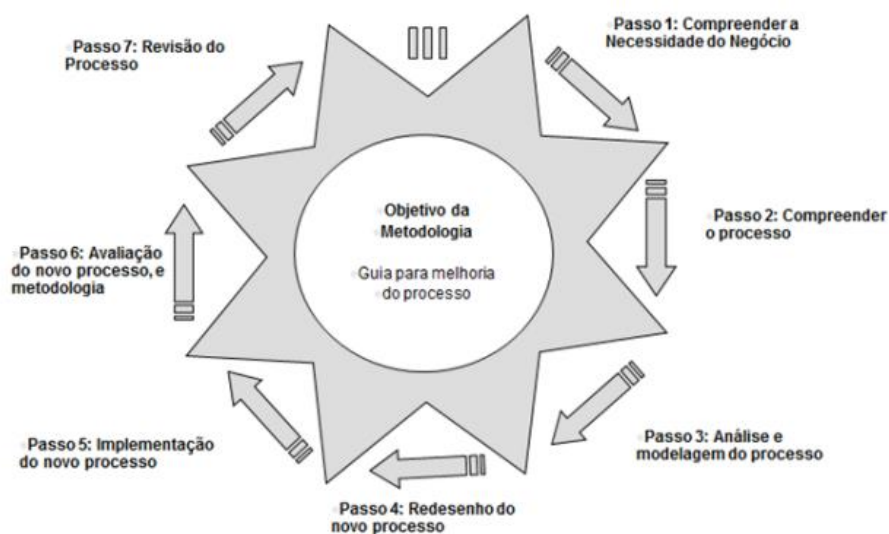 Passo 1: Compreender a
Necessidade do Negócio
Passo 2: Compreender
o processo
Passo 3: Análise e
modelagem do processo
Passo 4: Redesenho do
novo processo
Passo 5: Implementação
do novo processo
Passo 6: Avaliação
do novo processo, e
metodologia
Passo 7: Revisão do
Processo
Objetivo da
Metodologia
Guia para melhoria
do processo